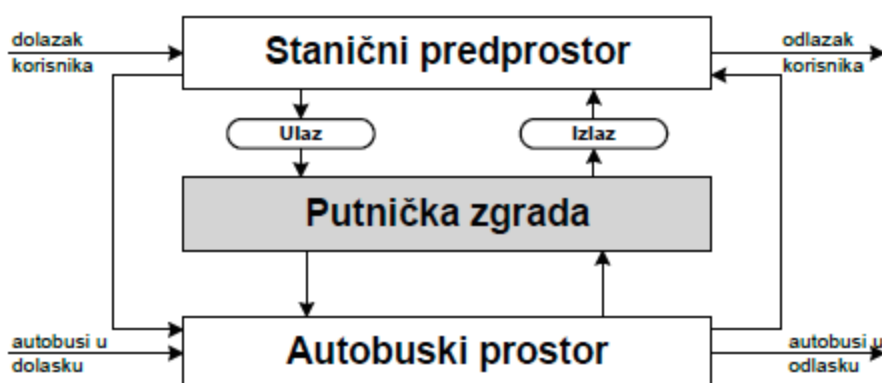 dolazak
korisnika
Stanični predprostor
odlazak
korisnika
Ulaz
Izlaz
Putnička zgrada
autobusi u
dolasku
Autobuski prostor
autobusi u
odlasku